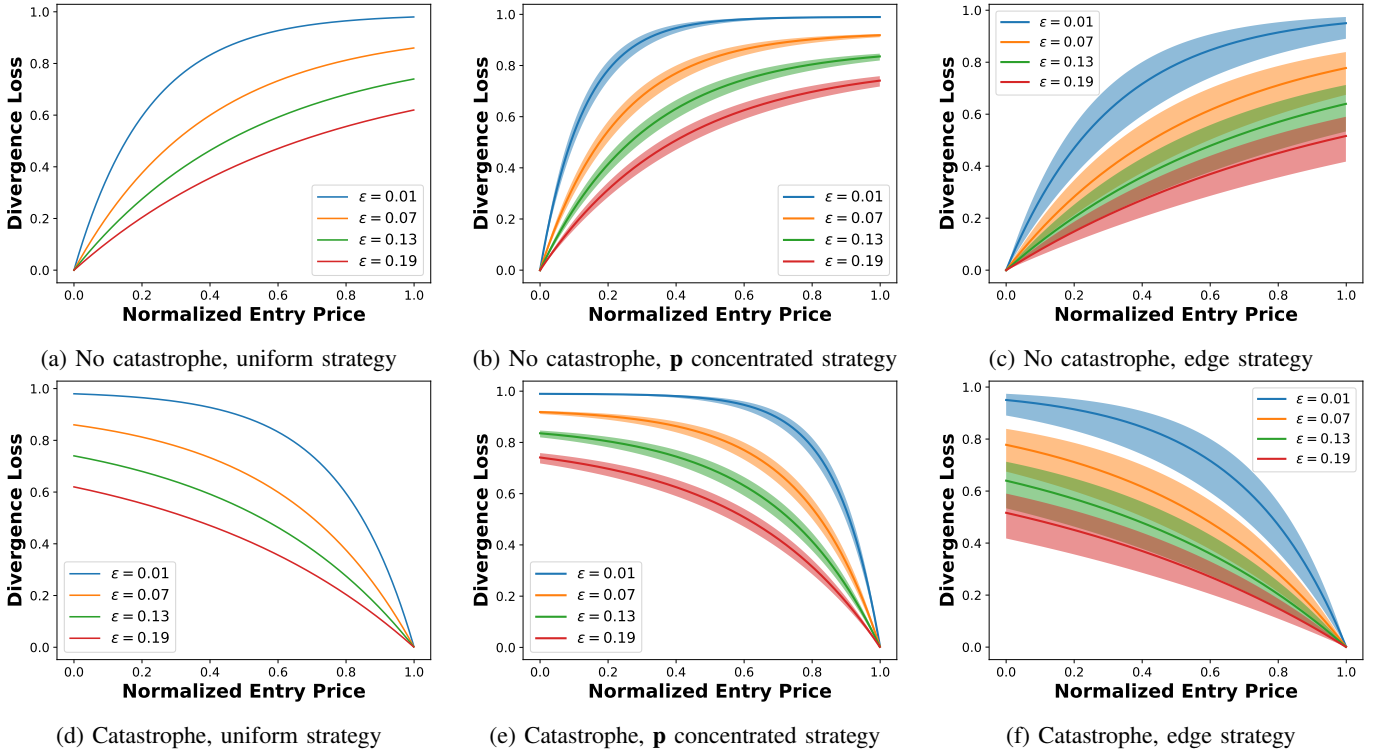 Divergence Loss
1.0
0.8
0.6
0.4
0.2
0.0
ε = 0.01
ε = 0.07
ε = 0.13
ε = 0.19
0.0 0.2 0.4 0.6 0.8 1.0
Normalized Entry Price
(a) No catastrophe, uniform strategy
Divergence Loss
1.0
0.8
0.6
0.4
0.2
0.0
ε = 0.01
ε = 0.07
ε = 0.13
ε = 0.19
0.0 0.2 0.4 0.6 0.8 1.0
Normalized Entry Price
(b) No catastrophe, p concentrated strategy
Divergence Loss
1.0
0.8
0.6
0.4
0.2
0.0
ε = 0.01
ε = 0.07
ε = 0.13
ε = 0.19
0.0 0.2 0.4 0.6 0.8 1.0
Normalized Entry Price
(c) No catastrophe, edge strategy
Divergence Loss
1.0
0.8
0.6
0.4
0.2
0.0
ε = 0.01
ε = 0.07
ε = 0.13
ε = 0.19
0.0 0.2 0.4 0.6 0.8 1.0
Normalized Entry Price
(d) Catastrophe, uniform strategy
Divergence Loss
1.0
0.8
0.6
0.4
0.2
0.0
ε = 0.01
ε = 0.07
ε = 0.13
ε = 0.19
0.0 0.2 0.4 0.6 0.8 1.0
Normalized Entry Price
(e) Catastrophe, p concentrated strategy
Divergence Loss
1.0
0.8
0.6
0.4
0.2
0.0
ε = 0.01
ε = 0.07
ε = 0.13
ε = 0.19
0.0 0.2 0.4 0.6 0.8 1.0
Normalized Entry Price
(f) Catastrophe, edge strategy